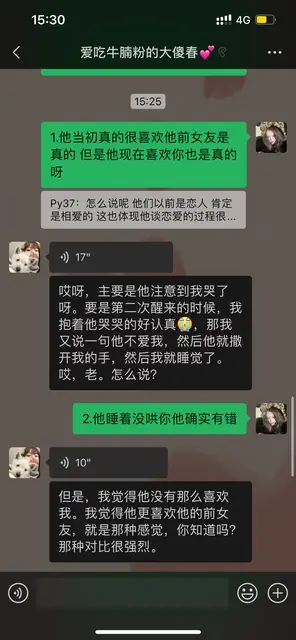 15:30
4G
爱吃牛腩粉的大傻春💕
15:25
1.他当初真的很喜欢他前女友是
真的 但是他现在喜欢你也是真的
呀
Py37：怎么说呢 他们以前是恋人 肯定
是相爱的 这也体现他谈恋爱的过程很...
17"
哎呀，主要是他注意到我哭了
呀。要是第二次醒来的时候，我
抱着他哭哭的好认真😭，那我
又说一句他不爱我，然后他就撒
开我的手，然后我就睡觉了。
哎，老。怎么说？
2.他睡着没哄你他确实有错
10"
但是，我觉得他没有那么喜欢
我。我觉得他更喜欢他的前女
友，就是那种感觉，你知道吗？
那种对比很强烈。